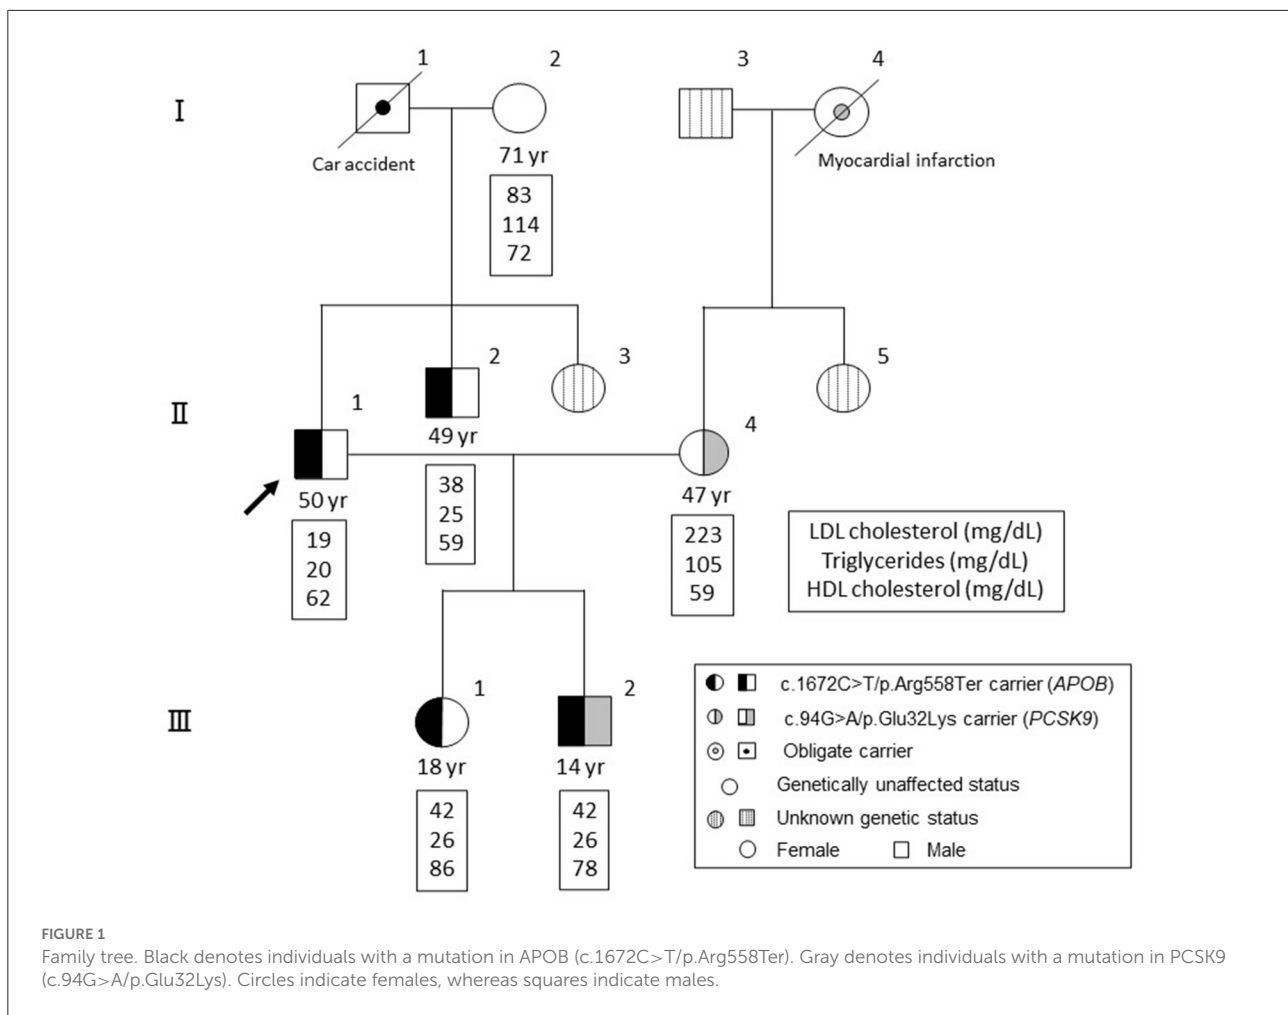 1
2
3
4
I
Car accident
Myocardial infarction
71 yr
83
114
72
2
3
5
II
1
4
49 yr
50 yr
47 yr
38
25
59
19
20
62
223
105
59
LDL cholesterol (mg/dL)
Triglycerides (mg/dL)
HDL cholesterol (mg/dL)
1
2
III
18 yr
14 yr
42
26
86
42
26
78
c.1672C>T/p.Arg558Ter carrier (APOB)
c.94G>A/p.Glu32Lys carrier (PCSK9)
Obligate carrier
Genetically unaffected status
Unknown genetic status
Female Male
FIGURE 1
Family tree. Black denotes individuals with a mutation in APOB (c.1672C>T/p.Arg558Ter). Gray denotes individuals with a mutation in PCSK9
(c.94G>A/p.Glu32Lys). Circles indicate females, whereas squares indicate males.